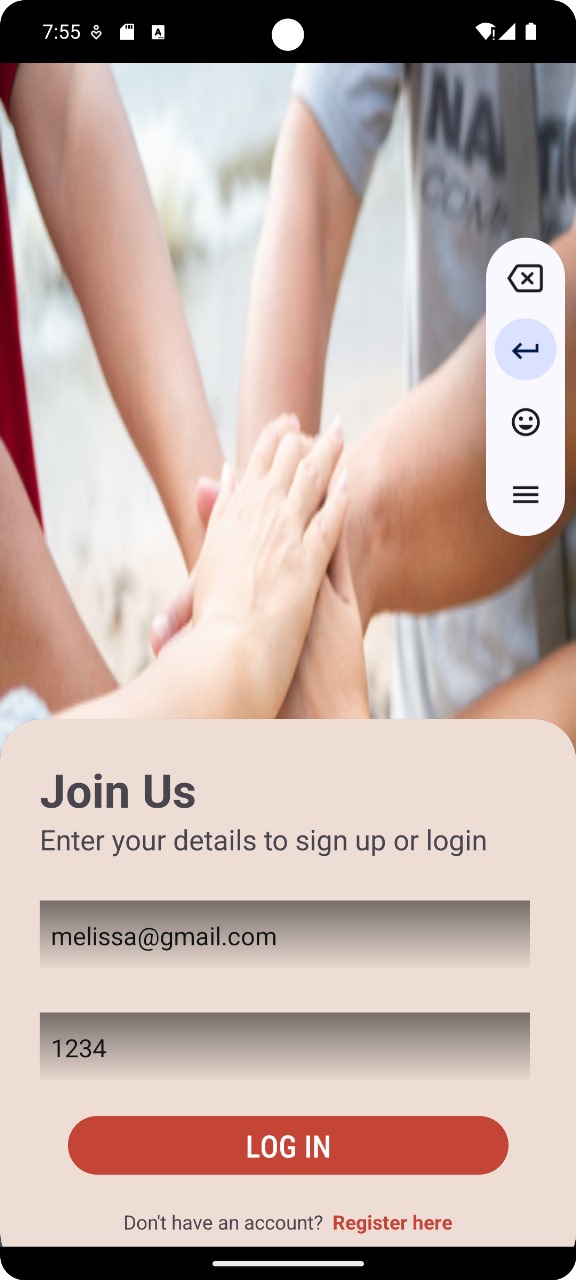 7:55
Join Us
Enter your details to sign up or login
melissa@gmail.com
1234
LOG IN
Don't have an account? Register here